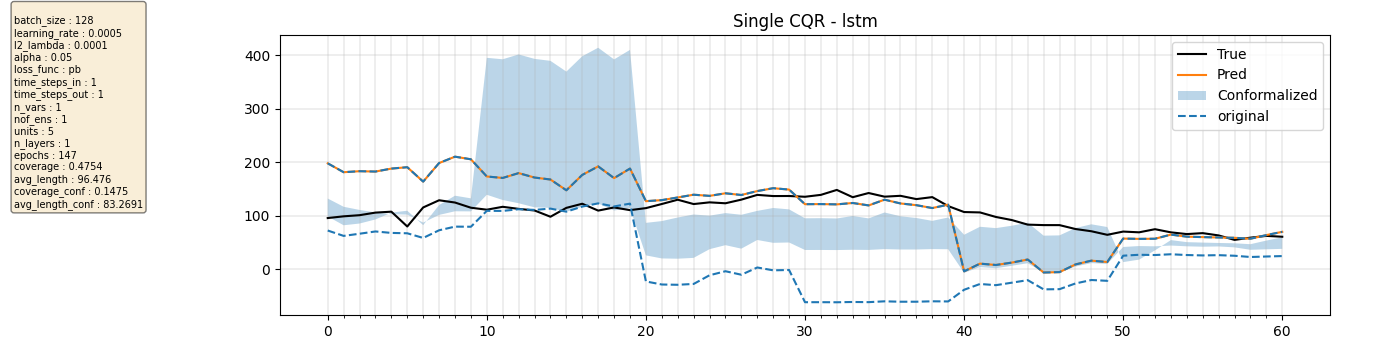 batch_size : 128
learning_rate : 0.0005
l2_lambda : 0.0001
alpha : 0.05
loss_func : pb
time_steps_in : 1
time_steps_out : 1
n_vars : 1
nof_ens : 1
units : 5
n_layers : 1
epochs : 147
coverage : 0.4754
avg_length : 96.476
coverage_conf : 0.1475
avg_length_conf : 83.2691
Single CQR - lstm
True
Pred
Conformalized
original
400
300
200
100
0
0 10 20 30 40 50 60